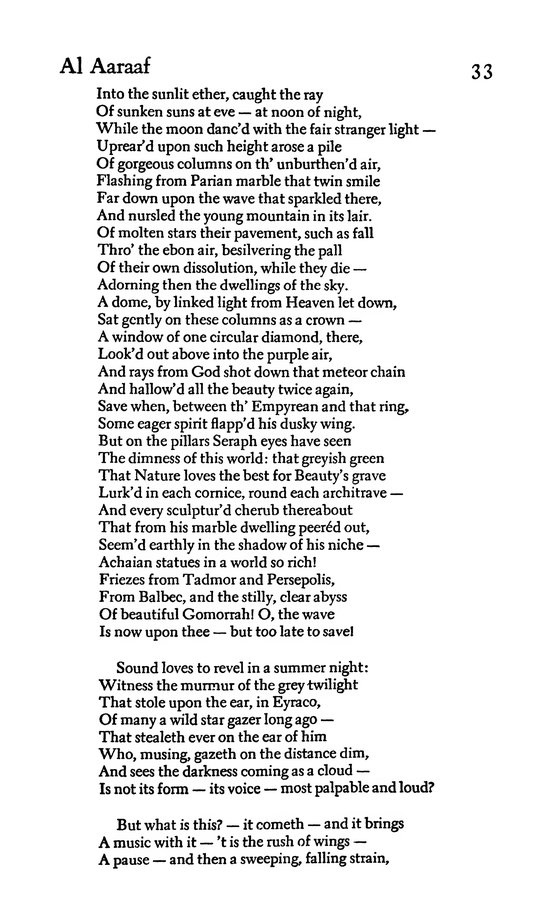 Al Aaraaf
33
Into the sunlit ether, caught the ray
Of sunken suns at eve — at noon of night,
While the moon danc'd with the fair stranger light —
Uprear'd upon such height arose a pile
Of gorgeous columns on th' unburthen'd air,
Flashing from Parian marble that twin smile
Far down upon the wave that sparkled there,
And nursled the young mountain in its lair.
Of molten stars their pavement, such as fall
Thro' the ebon air, besilvering the pall
Of their own dissolution, while they die —
Adorning then the dwellings of the sky.
A dome, by linked light from Heaven let down,
Sat gently on these columns as a crown —
A window of one circular diamond, there,
Look'd out above into the purple air,
And rays from God shot down that meteor chain
And hallow'd all the beauty twice again,
Save when, between th' Empyrean and that ring,
Some eager spirit flapp'd his dusky wing.
But on the pillars Seraph eyes have seen
The dimness of this world: that greyish green
That Nature loves the best for Beauty's grave
Lurk'd in each cornice, round each architrave —
And every sculptur'd cherub thereabout
That from his marble dwelling peeréd out,
Seem'd earthly in the shadow of his niche —
Achaian statues in a world so rich!
Friezes from Tadmor and Persepolis,
From Balbec, and the stilly, clear abyss
Of beautiful Gomorrah! O, the wave
Is now upon thee — but too late to save!
Sound loves to revel in a summer night:
Witness the murmur of the grey twilight
That stole upon the ear, in Eyraco,
Of many a wild star gazer long ago —
That stealeth ever on the ear of him
Who, musing, gazeth on the distance dim,
And sees the darkness coming as a cloud —
Is not its form — its voice — most palpable and loud?
But what is this? — it cometh — and it brings
A music with it — 't is the rush of wings —
A pause — and then a sweeping, falling strain,